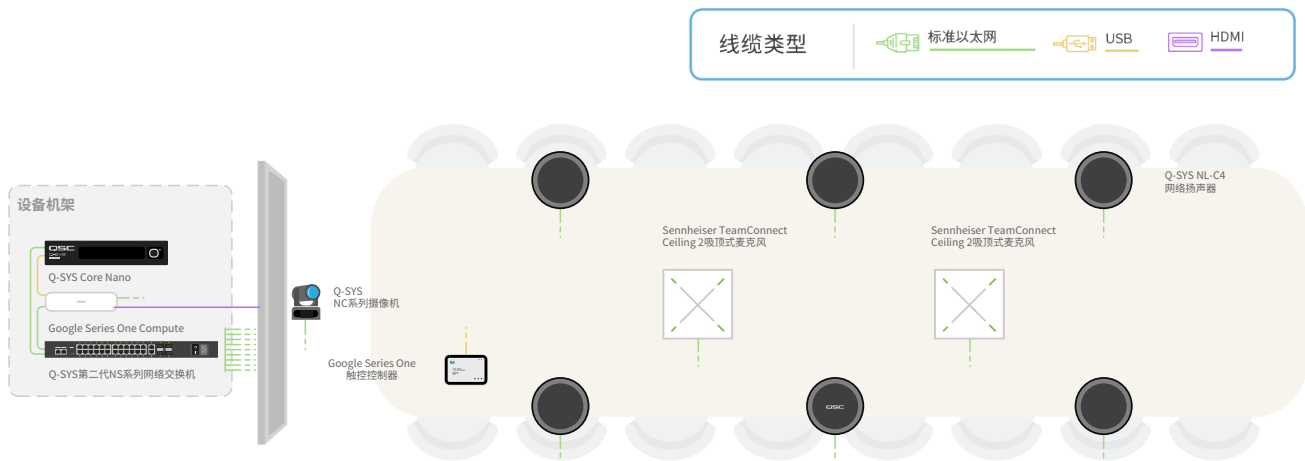 线缆类型
标准以太网
USB
HDMI
Q-SYS NL-C4
网络扬声器
设备机架
Sennheiser TeamConnect
Ceiling 2吸顶式麦克风
Sennheiser TeamConnect
Ceiling 2吸顶式麦克风
QSC
Q-SYS Core Nano
Q-SYS
NC系列摄像机
Google Series One Compute
Google Series One
触控控制器
Q-SYS第二代NS系列网络交换机
QSC